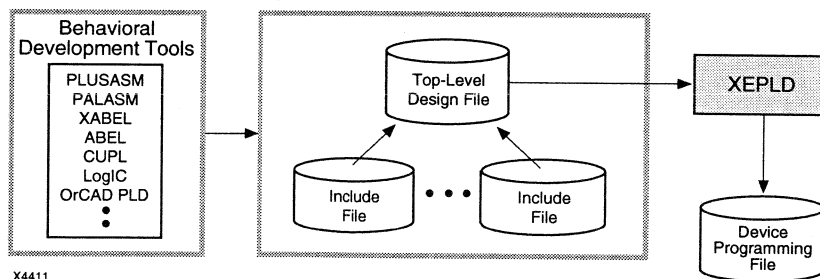 Behavioral
Development Tools
PLUSASM
PALASM
XABEL
ABEL
CUPL
LogIC
OrCAD PLD
Top-Level
Design File
Include
File
Include
File
XEPLD
Device
Programming
File
X4411